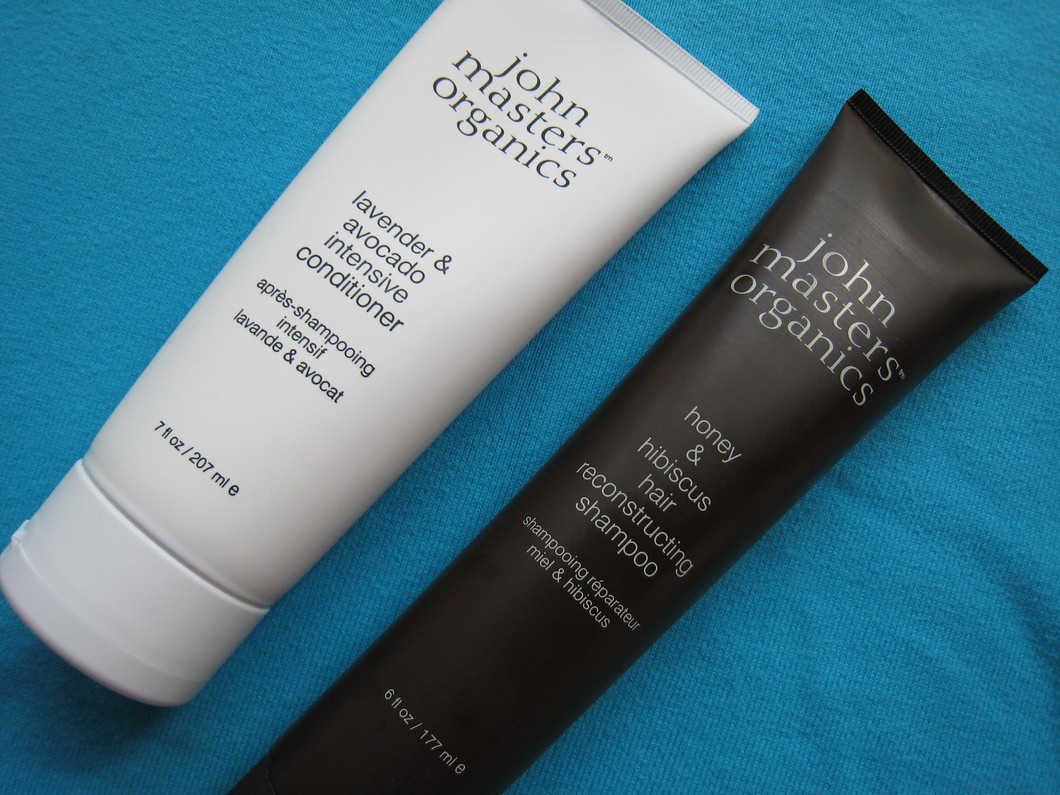 john
masters
organics™
lavender &
avocado
intensive
conditioner
après-shampooing
intensif
lavande & avocat
7 fl oz / 207 ml e
john
masters
organics™
honey
&
hibiscus
hair
reconstructing
shampoo
shampooing réparateur
miel & hibiscus
6 fl oz / 177 ml e